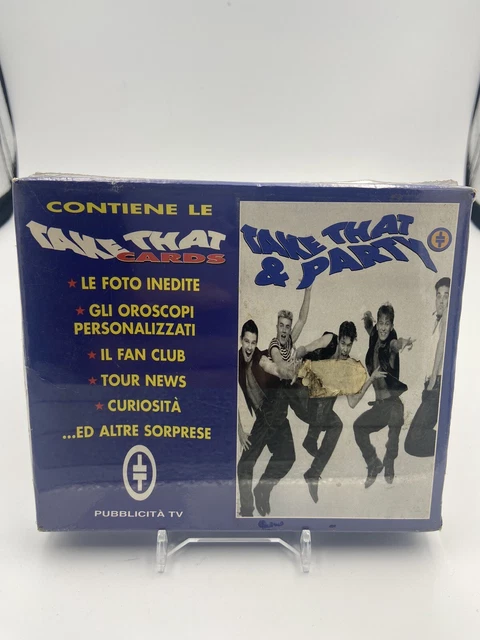 CONTIENE LE
TAKE THAT
CARDS
★ LE FOTO INEDITE
★ GLI OROSCOPI
PERSONALIZZATI
★ IL FAN CLUB
★ TOUR NEWS
★ CURIOSITÀ
...ED ALTRE SORPRESE
PUBBLICITÀ TV
TAKE THAT
& PARTY